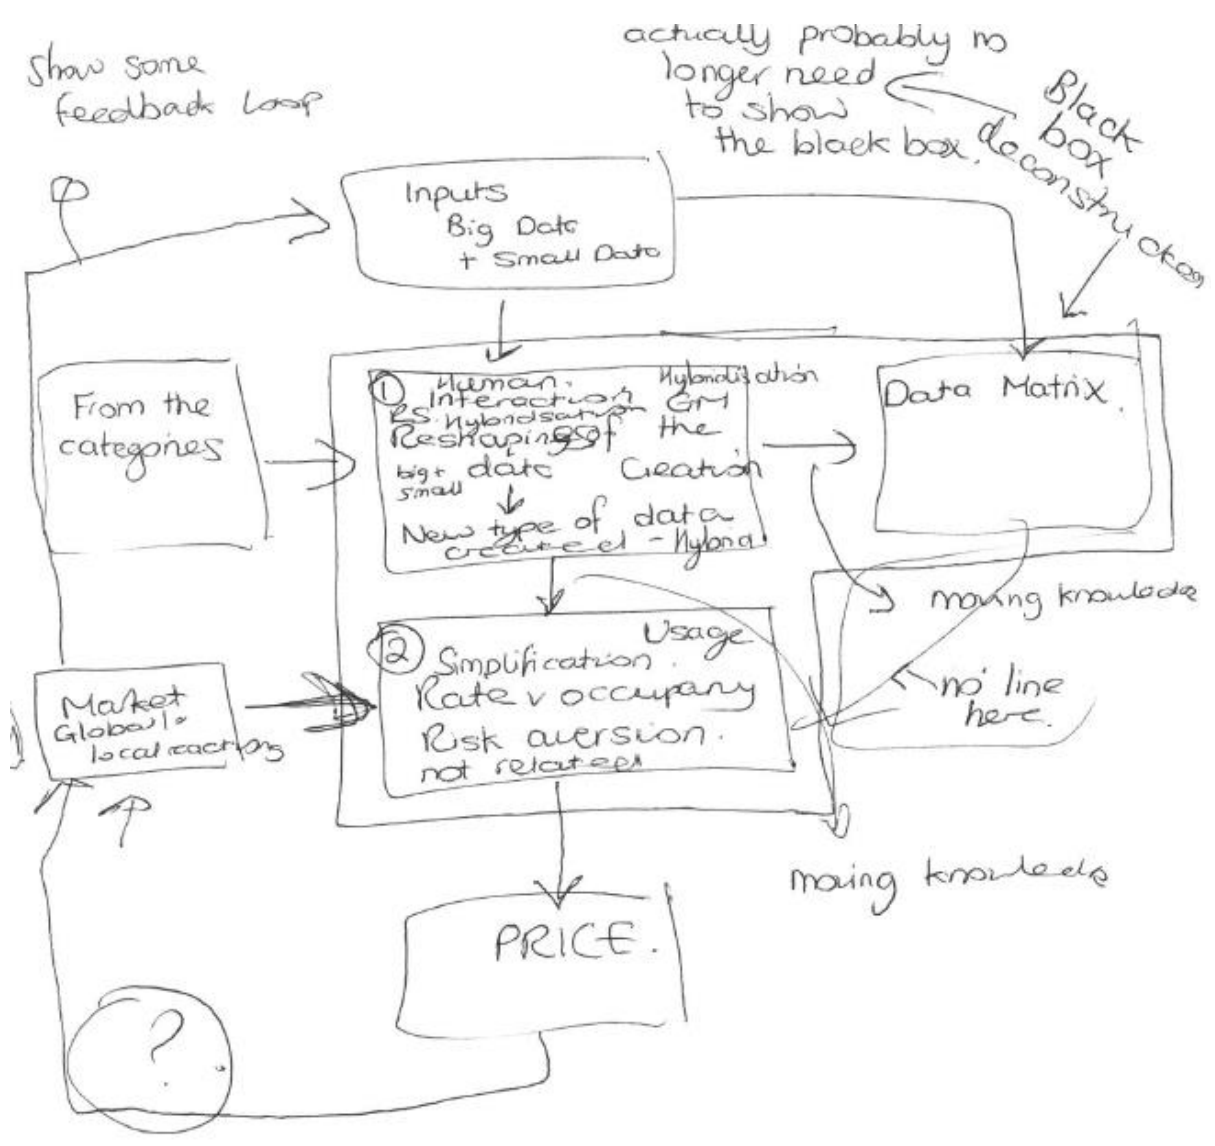 show some
feedback loop
actually probably no
longer need
to show
the black box.
Black
box
deconstruction
Inputs
Big Data
+ Small Data
From the
categories
① Human
Interaction
RS. Hybridisation
Reshaping of
big + data
small
New type of data
created - Hybrid
Hybridisation
GM
the
Creation
Data Matrix.
moving knowledge
② Usage
Simplification.
Rate v occupany
Risk aversion.
not related
no line
here.
Market
Global
local reactions
moving knowledge
PRICE.
?